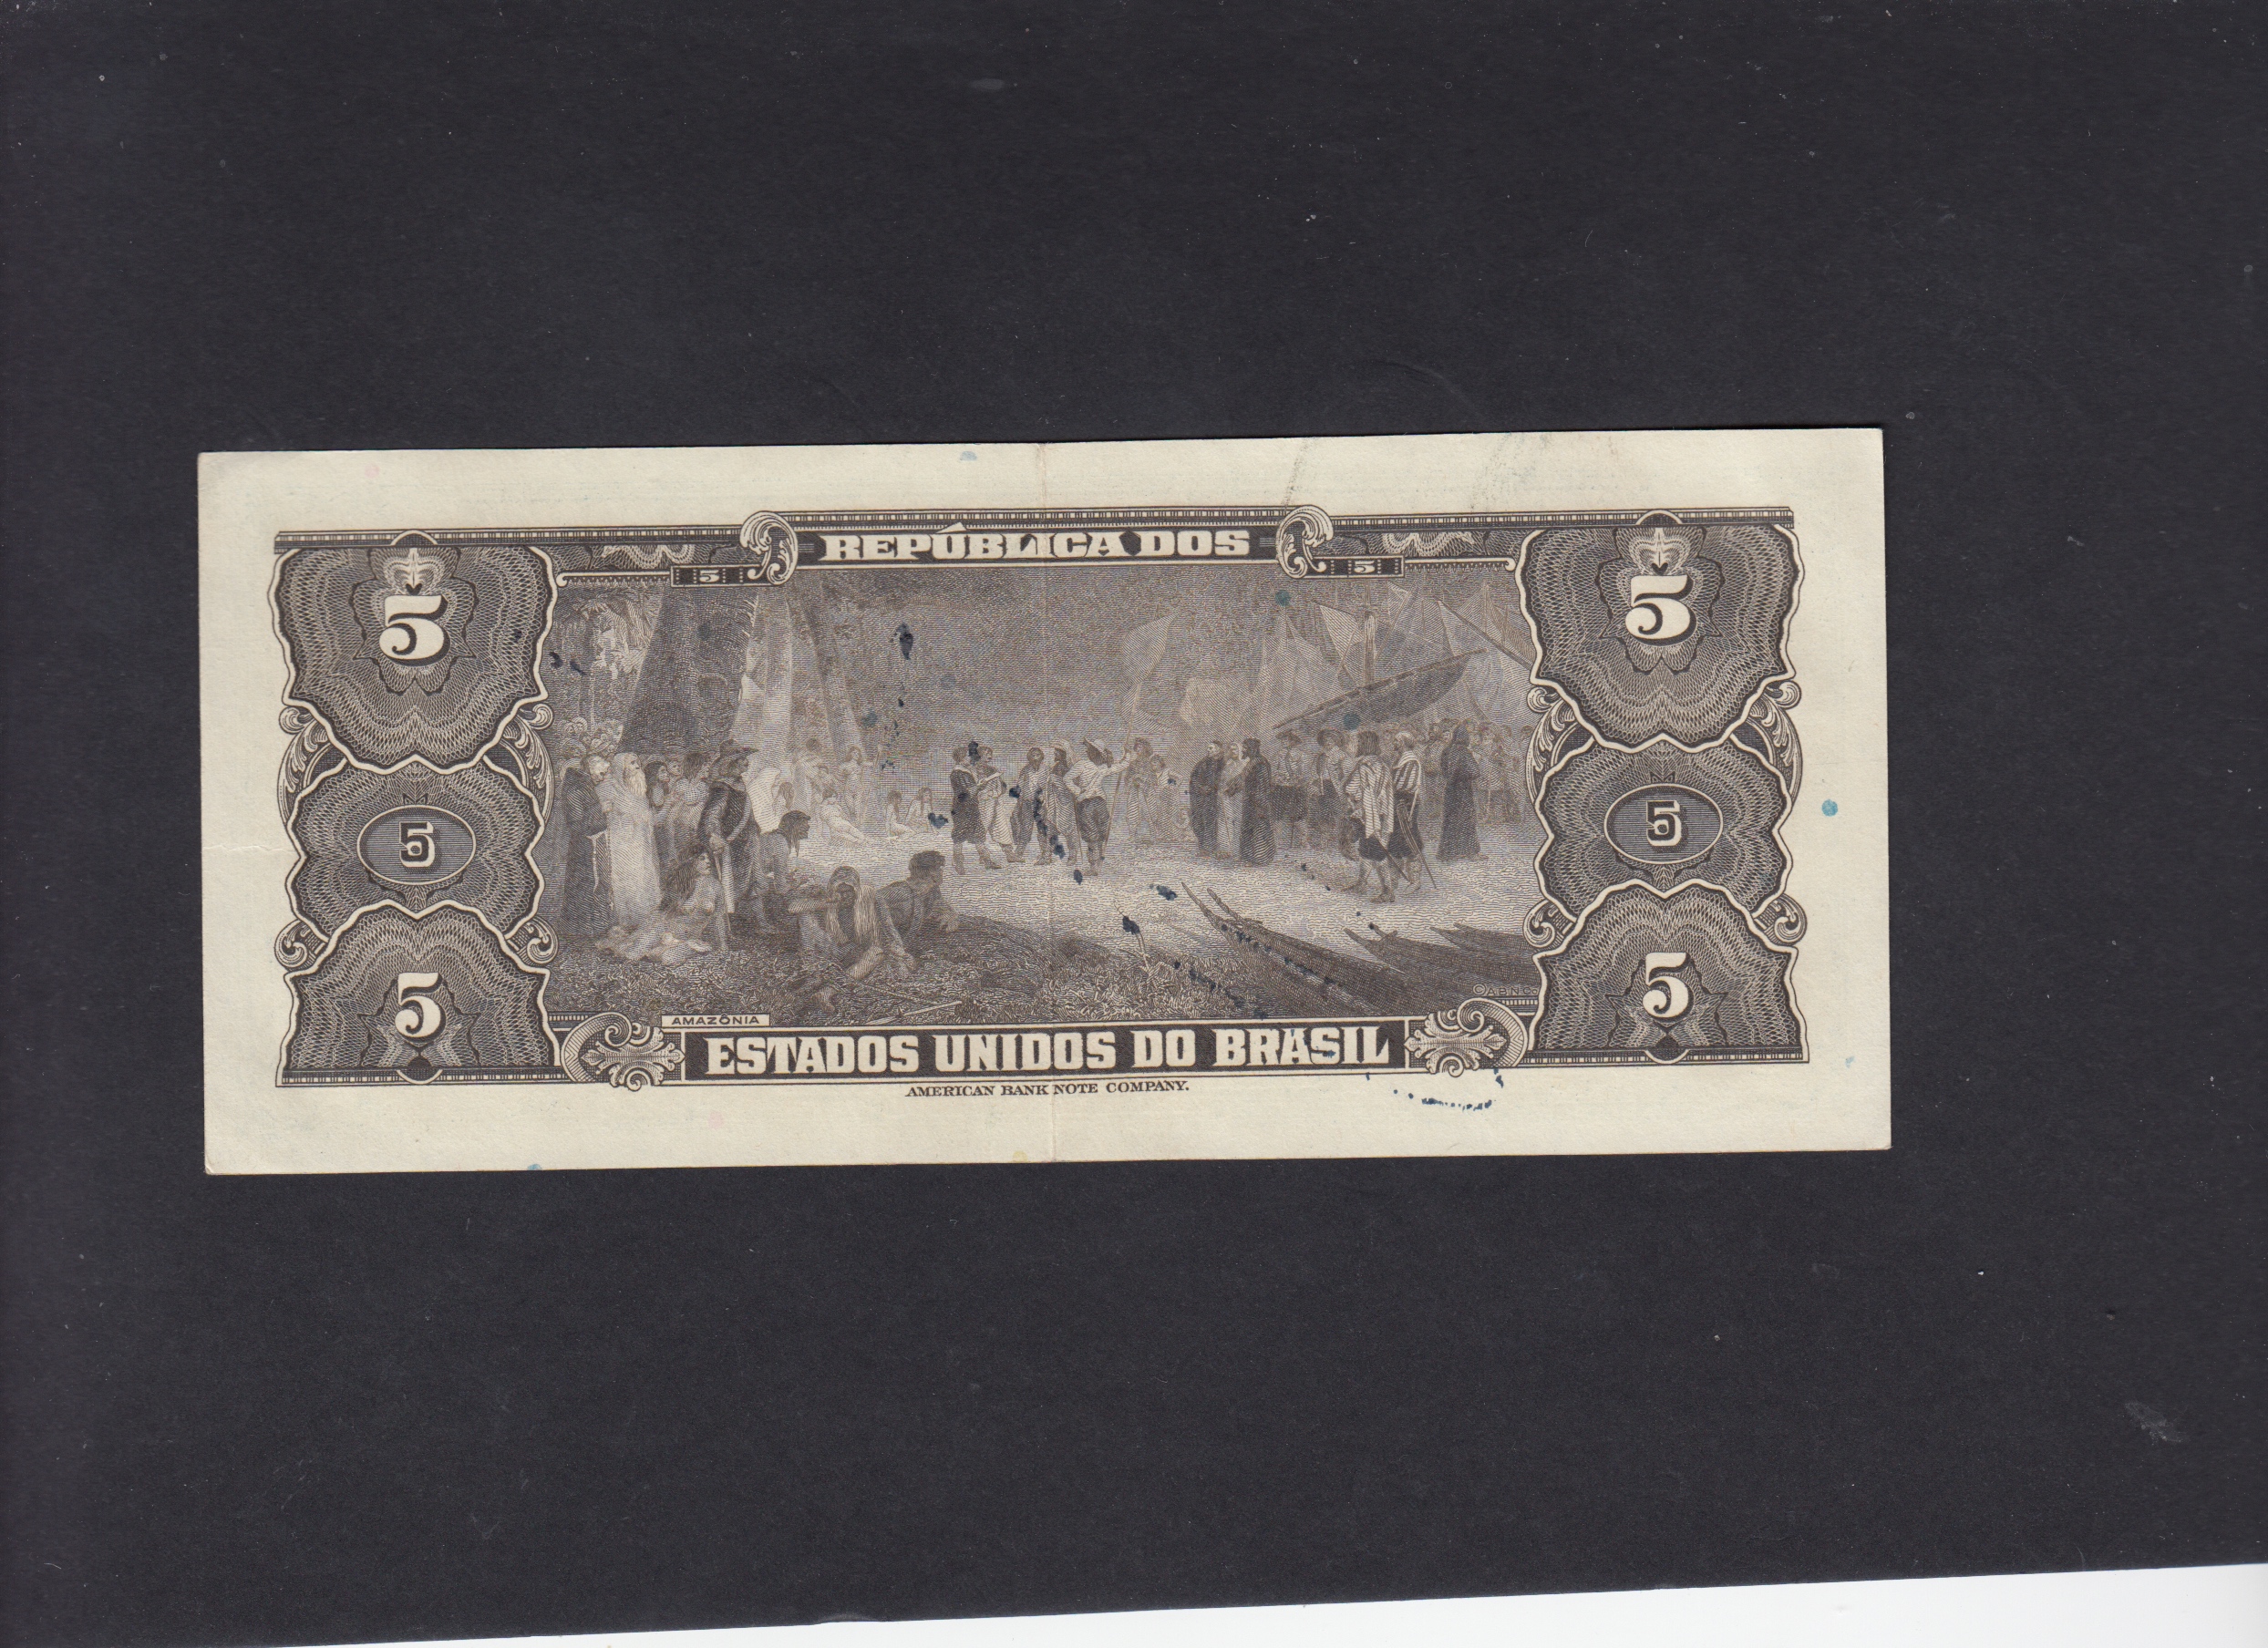 REPÚBLICA DOS
5 5
5 5
5 5
5 5
©ABNCo.
AMAZÔNIA
ESTADOS UNIDOS DO BRASIL
AMERICAN BANK NOTE COMPANY.